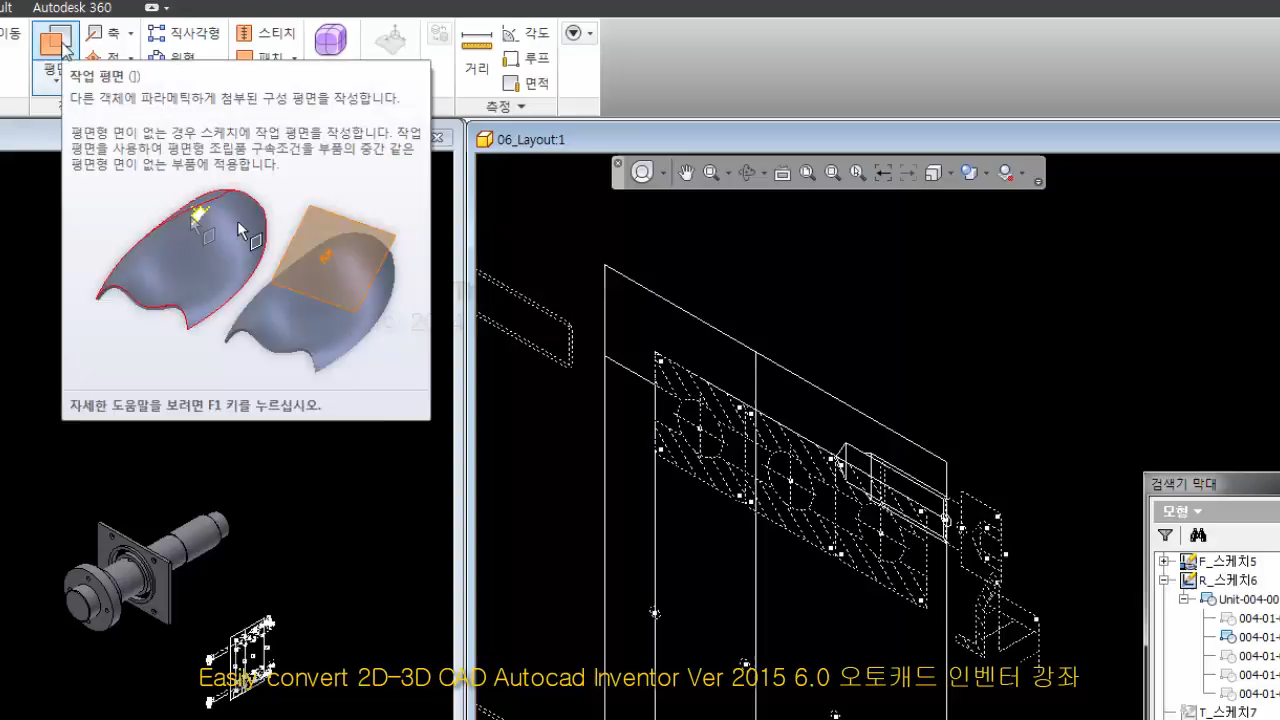 ult Autodesk 360
이동
축
직사각형
스티치
각도
루프
거리
면적
측정
작업 평면 (])
다른 객체에 파라메틱하게 첨부된 구성 평면을 작성합니다.
평면형 면이 없는 경우 스케치에 작업 평면을 작성합니다. 작업
평면을 사용하여 평면형 조립품 구속조건을 부품의 중간 같은
평면형 면이 없는 부품에 적용합니다.
자세한 도움말을 보려면 F1 키를 누르십시오.
06_Layout:1
검색기 막대
모형
F_스케치5
R_스케치6
Unit-004-00
004-01-
004-01-
004-01-
004-01-
004-01-
T_스케치7
Easily convert 2D-3D CAD Autocad Inventor Ver 2015 6.0 오토캐드 인벤터 강좌